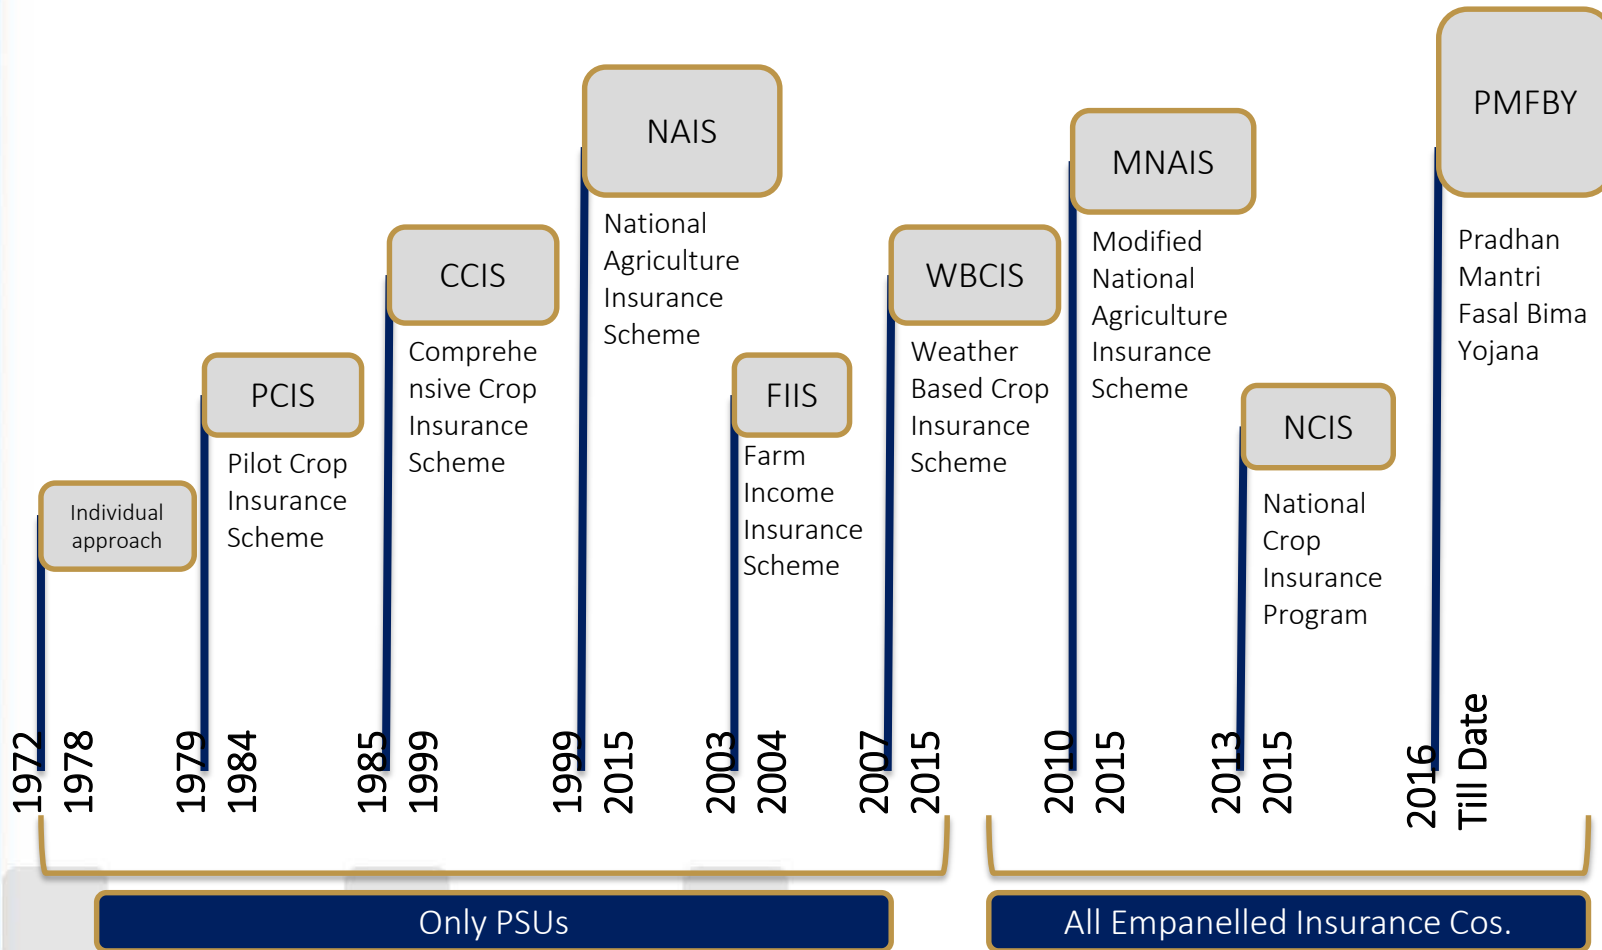 Individual
approach
1972
1978
PCIS
Pilot Crop
Insurance
Scheme
1979
1984
CCIS
Comprehe
nsive Crop
Insurance
Scheme
1985
1999
NAIS
National
Agriculture
Insurance
Scheme
1999
2015
FIIS
Farm
Income
Insurance
Scheme
2003
2004
WBCIS
Weather
Based Crop
Insurance
Scheme
2007
2015
MNAIS
Modified
National
Agriculture
Insurance
Scheme
2010
2015
NCIS
National
Crop
Insurance
Program
2013
2015
PMFBY
Pradhan
Mantri
Fasal Bima
Yojana
2016
Till Date
Only PSUs
All Empanelled Insurance Cos.